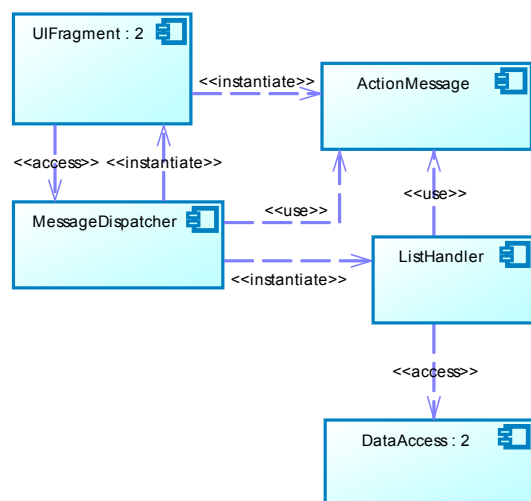 UIFragment : 2
<<instantiate>>
ActionMessage
<<access>>
<<instantiate>>
<<use>>
MessageDispatcher
<<use>>
<<instantiate>>
ListHandler
<<access>>
DataAccess : 2